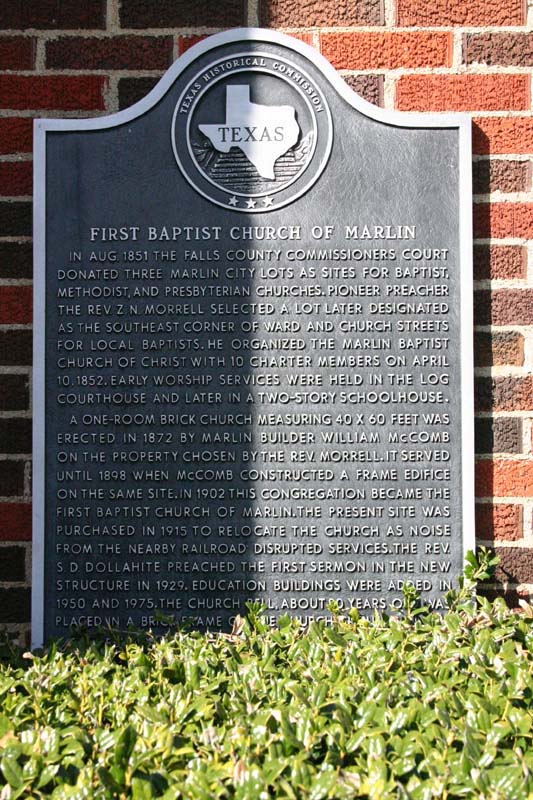 TEXAS HISTORICAL COMMISSION
TEXAS
FIRST BAPTIST CHURCH OF MARLIN
IN AUG 1851 THE FALLS COUNTY COMMISSIONERS COURT
DONATED THREE MARLIN CITY LOTS AS SITES FOR BAPTIST,
METHODIST, AND PRESBYTERIAN CHURCHES. PIONEER PREACHER
THE REV. Z. N. MORRELL SELECTED A LOT LATER DESIGNATED
AS THE SOUTHEAST CORNER OF WARD AND CHURCH STREETS
FOR LOCAL BAPTISTS. HE ORGANIZED THE MARLIN BAPTIST
CHURCH OF CHRIST WITH 10 CHARTER MEMBERS ON APRIL
10, 1852. EARLY WORSHIP SERVICES WERE HELD IN THE LOG
COURTHOUSE AND LATER IN A TWO-STORY SCHOOLHOUSE.
A ONE-ROOM BRICK CHURCH MEASURING 40 X 60 FEET WAS
ERECTED IN 1872 BY MARLIN BUILDER WILLIAM McCOMB
ON THE PROPERTY CHOSEN BY THE REV. MORRELL. IT SERVED
UNTIL 1898 WHEN McCOMB CONSTRUCTED A FRAME EDIFICE
ON THE SAME SITE. IN 1902 THIS CONGREGATION BECAME THE
FIRST BAPTIST CHURCH OF MARLIN. THE PRESENT SITE WAS
PURCHASED IN 1915 TO RELOCATE THE CHURCH AS NOISE
FROM THE NEARBY RAILROAD DISRUPTED SERVICES. THE REV.
S. D. DOLLAHITE PREACHED THE FIRST SERMON IN THE NEW
STRUCTURE IN 1929. EDUCATION BUILDINGS WERE ADDED IN
1950 AND 1975. THE CHURCH ABOUT YEARS WAS
PLACED IN A FRAME CHURCH